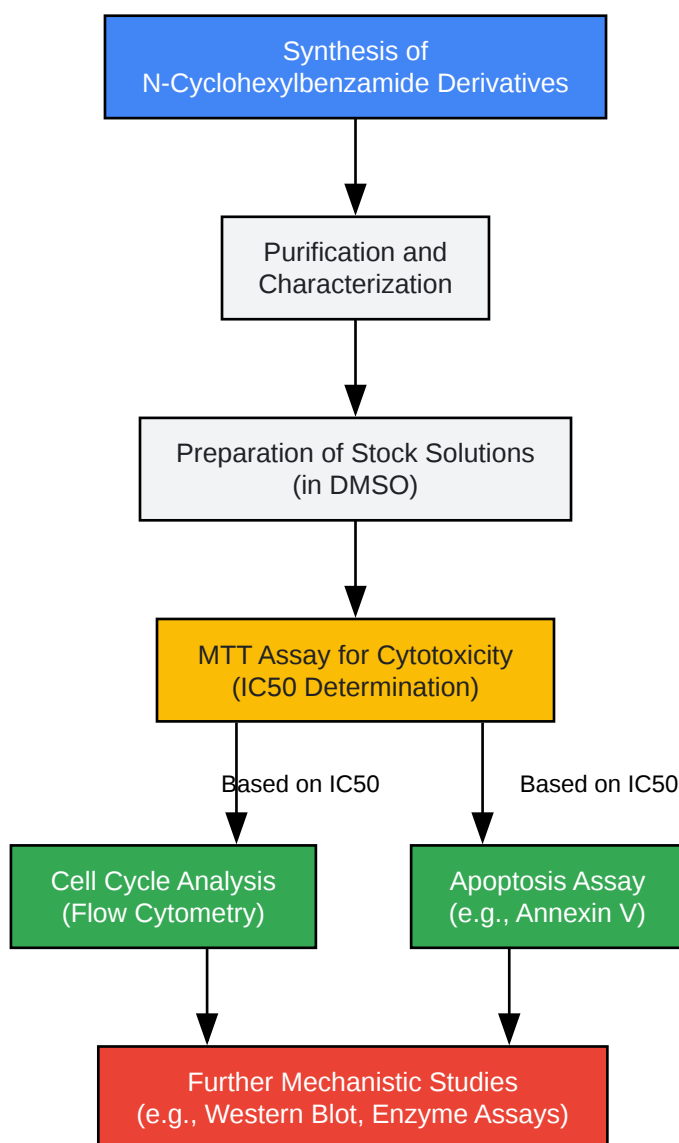 Synthesis of
N-Cyclohexylbenzamide Derivatives
Purification and
Characterization
Preparation of Stock Solutions
(in DMSO)
MTT Assay for Cytotoxicity
(IC50 Determination)
Based on IC50
Based on IC50
Cell Cycle Analysis
(Flow Cytometry)
Apoptosis Assay
(e.g., Annexin V)
Further Mechanistic Studies
(e.g., Western Blot, Enzyme Assays)